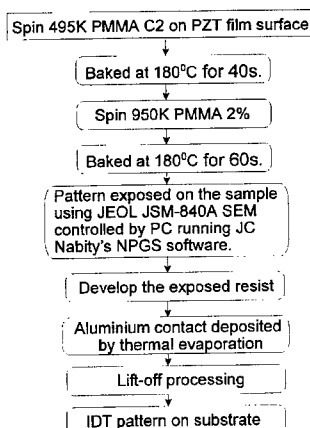 Spin 495K PMMA C2 on PZT film surface
Baked at 180⁰C for 40s.
Spin 950K PMMA 2%
Baked at 180⁰C for 60s.
Pattern exposed on the sample
using JEOL JSM-840A SEM
controlled by PC running JC
Nabity's NPGS software.
Develop the exposed resist
Aluminium contact deposited
by thermal evaporation
Lift-off processing
IDT pattern on substrate